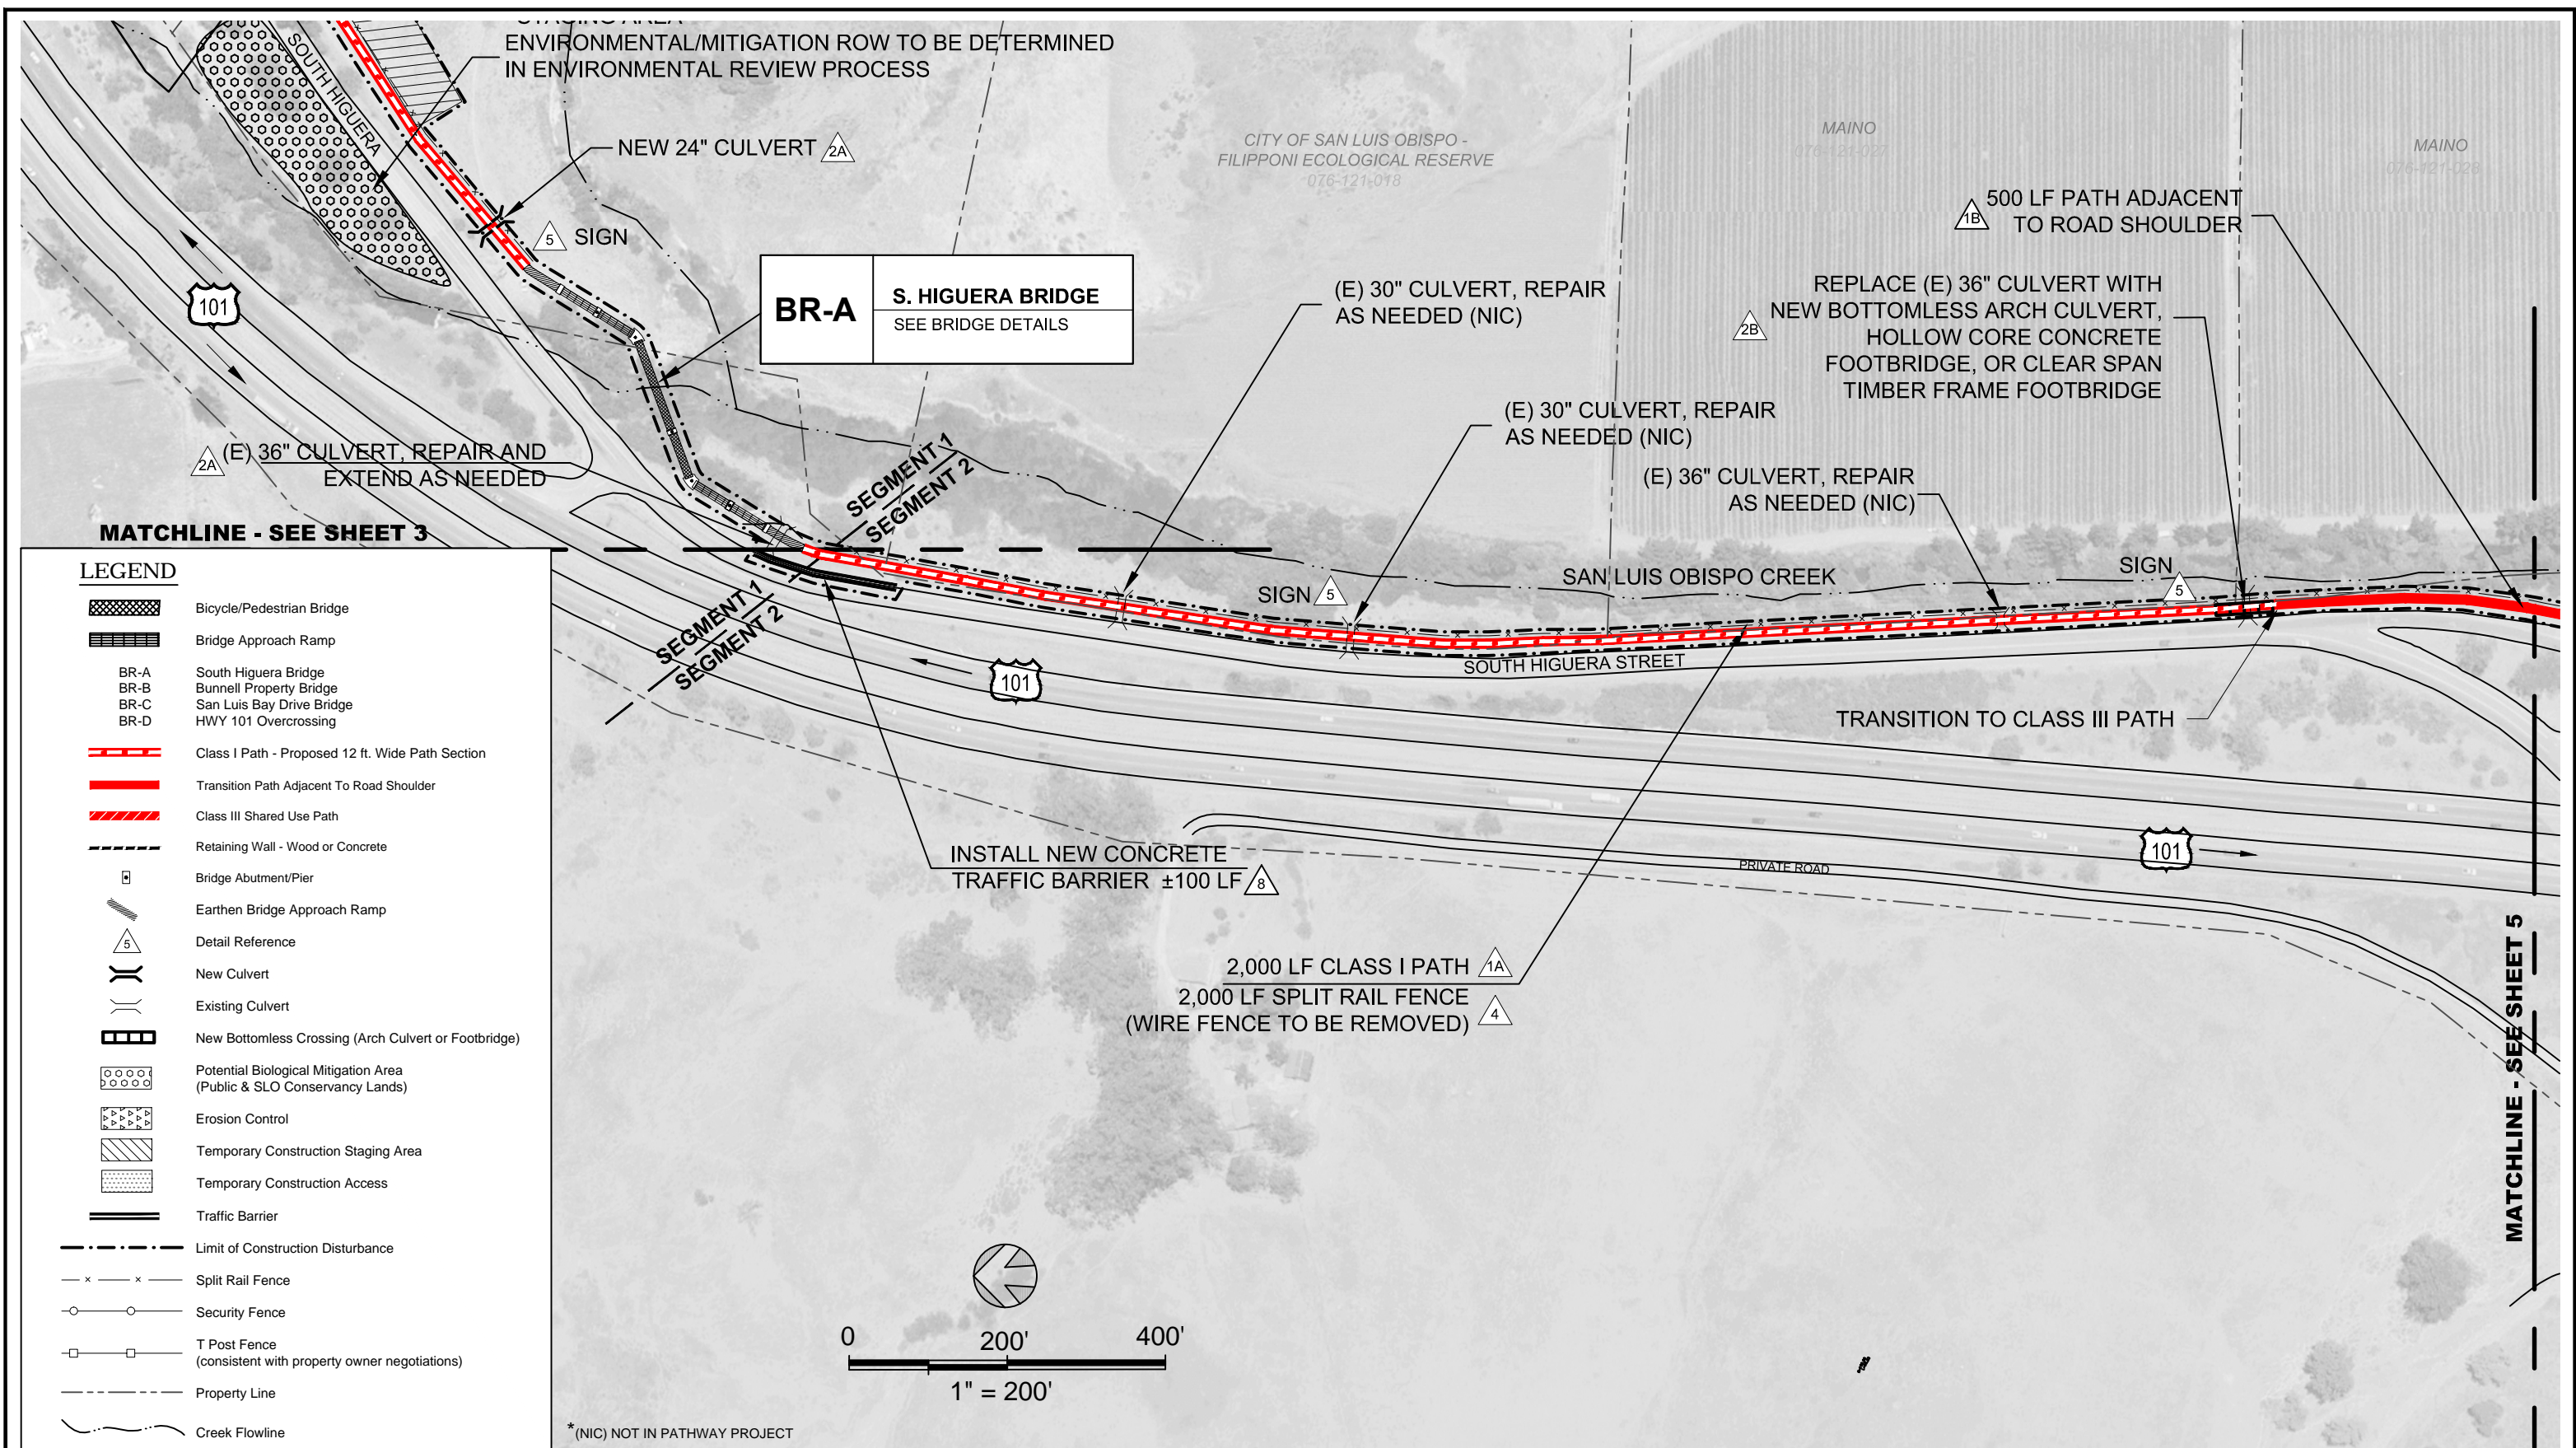 STAGING AREA
ENVIRONMENTAL/MITIGATION ROW TO BE DETERMINED
IN ENVIRONMENTAL REVIEW PROCESS
SOUTH HIGUERA
NEW 24" CULVERT 2A
5 SIGN
101
BR-A
S. HIGUERA BRIDGE
SEE BRIDGE DETAILS
CITY OF SAN LUIS OBISPO -
FILIPPONI ECOLOGICAL RESERVE
076-121-018
MAINO
076-121-027
MAINO
076-121-028
1B 500 LF PATH ADJACENT
TO ROAD SHOULDER
(E) 30" CULVERT, REPAIR
AS NEEDED (NIC)
REPLACE (E) 36" CULVERT WITH
2B NEW BOTTOMLESS ARCH CULVERT,
HOLLOW CORE CONCRETE
FOOTBRIDGE, OR CLEAR SPAN
TIMBER FRAME FOOTBRIDGE
(E) 30" CULVERT, REPAIR
AS NEEDED (NIC)
(E) 36" CULVERT, REPAIR
AS NEEDED (NIC)
2A (E) 36" CULVERT, REPAIR AND
EXTEND AS NEEDED
SEGMENT 1
SEGMENT 2
MATCHLINE - SEE SHEET 3
SIGN 5
SAN LUIS OBISPO CREEK
SIGN
5
SEGMENT 1
SEGMENT 2
101
SOUTH HIGUERA STREET
TRANSITION TO CLASS III PATH
INSTALL NEW CONCRETE
TRAFFIC BARRIER ±100 LF 8
PRIVATE ROAD
101
2,000 LF CLASS I PATH 1A
2,000 LF SPLIT RAIL FENCE
(WIRE FENCE TO BE REMOVED) 4
MATCHLINE - SEE SHEET 5
LEGEND
Bicycle/Pedestrian Bridge
Bridge Approach Ramp
BR-A South Higuera Bridge
BR-B Bunnell Property Bridge
BR-C San Luis Bay Drive Bridge
BR-D HWY 101 Overcrossing
Class I Path - Proposed 12 ft. Wide Path Section
Transition Path Adjacent To Road Shoulder
Class III Shared Use Path
Retaining Wall - Wood or Concrete
Bridge Abutment/Pier
Earthen Bridge Approach Ramp
5 Detail Reference
New Culvert
Existing Culvert
New Bottomless Crossing (Arch Culvert or Footbridge)
Potential Biological Mitigation Area
(Public & SLO Conservancy Lands)
Erosion Control
Temporary Construction Staging Area
Temporary Construction Access
Traffic Barrier
Limit of Construction Disturbance
Split Rail Fence
Security Fence
T Post Fence
(consistent with property owner negotiations)
Property Line
Creek Flowline
0 200' 400'
1" = 200'
*(NIC) NOT IN PATHWAY PROJECT